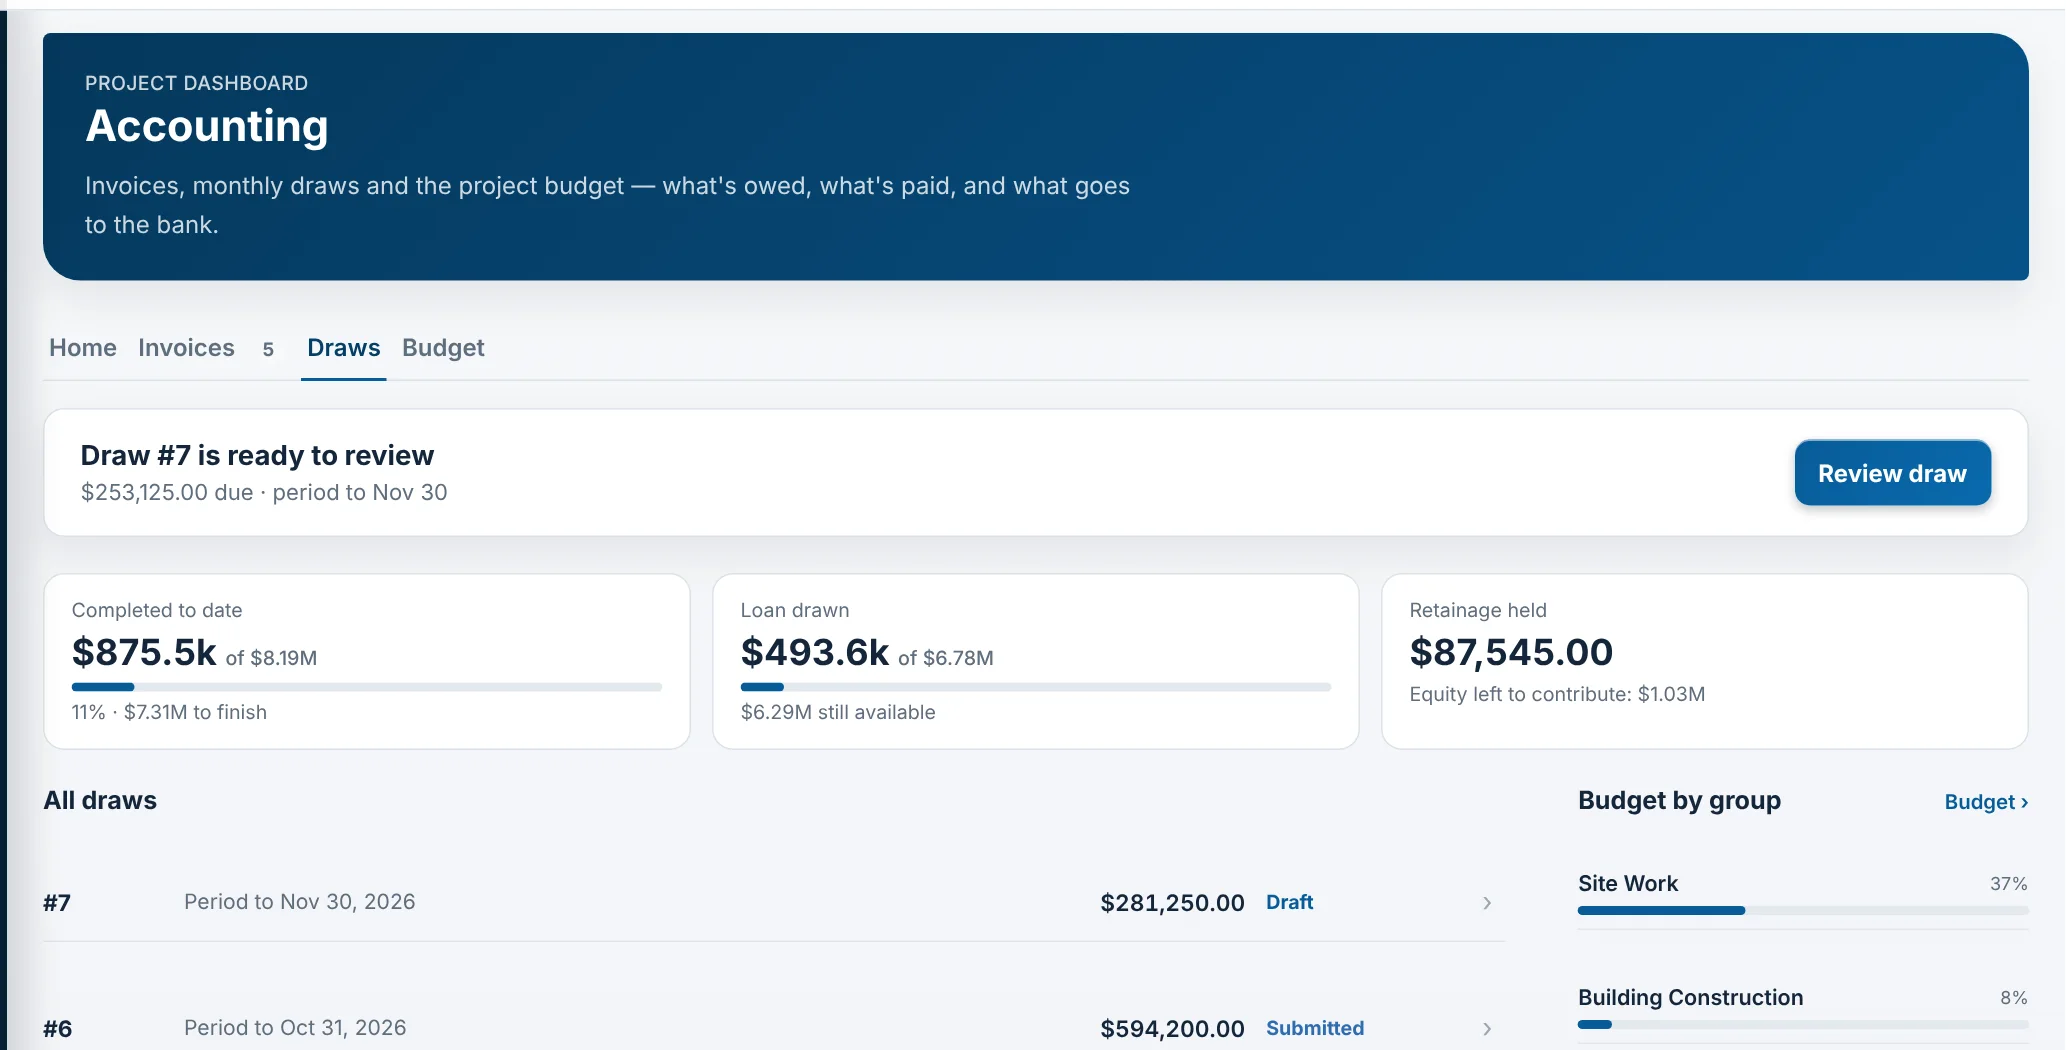 PROJECT DASHBOARD
Accounting
Invoices, monthly draws and the project budget — what's owed, what's paid, and what goes
to the bank.
Home Invoices 5 Draws Budget
Draw #7 is ready to review
$253,125.00 due · period to Nov 30
Review draw
Completed to date
$875.5k of $8.19M
11% · $7.31M to finish
Loan drawn
$493.6k of $6.78M
$6.29M still available
Retainage held
$87,545.00
Equity left to contribute: $1.03M
All draws
#7 Period to Nov 30, 2026 $281,250.00 Draft ›
#6 Period to Oct 31, 2026 $594,200.00 Submitted ›
Budget by group Budget ›
Site Work 37%
Building Construction 8%